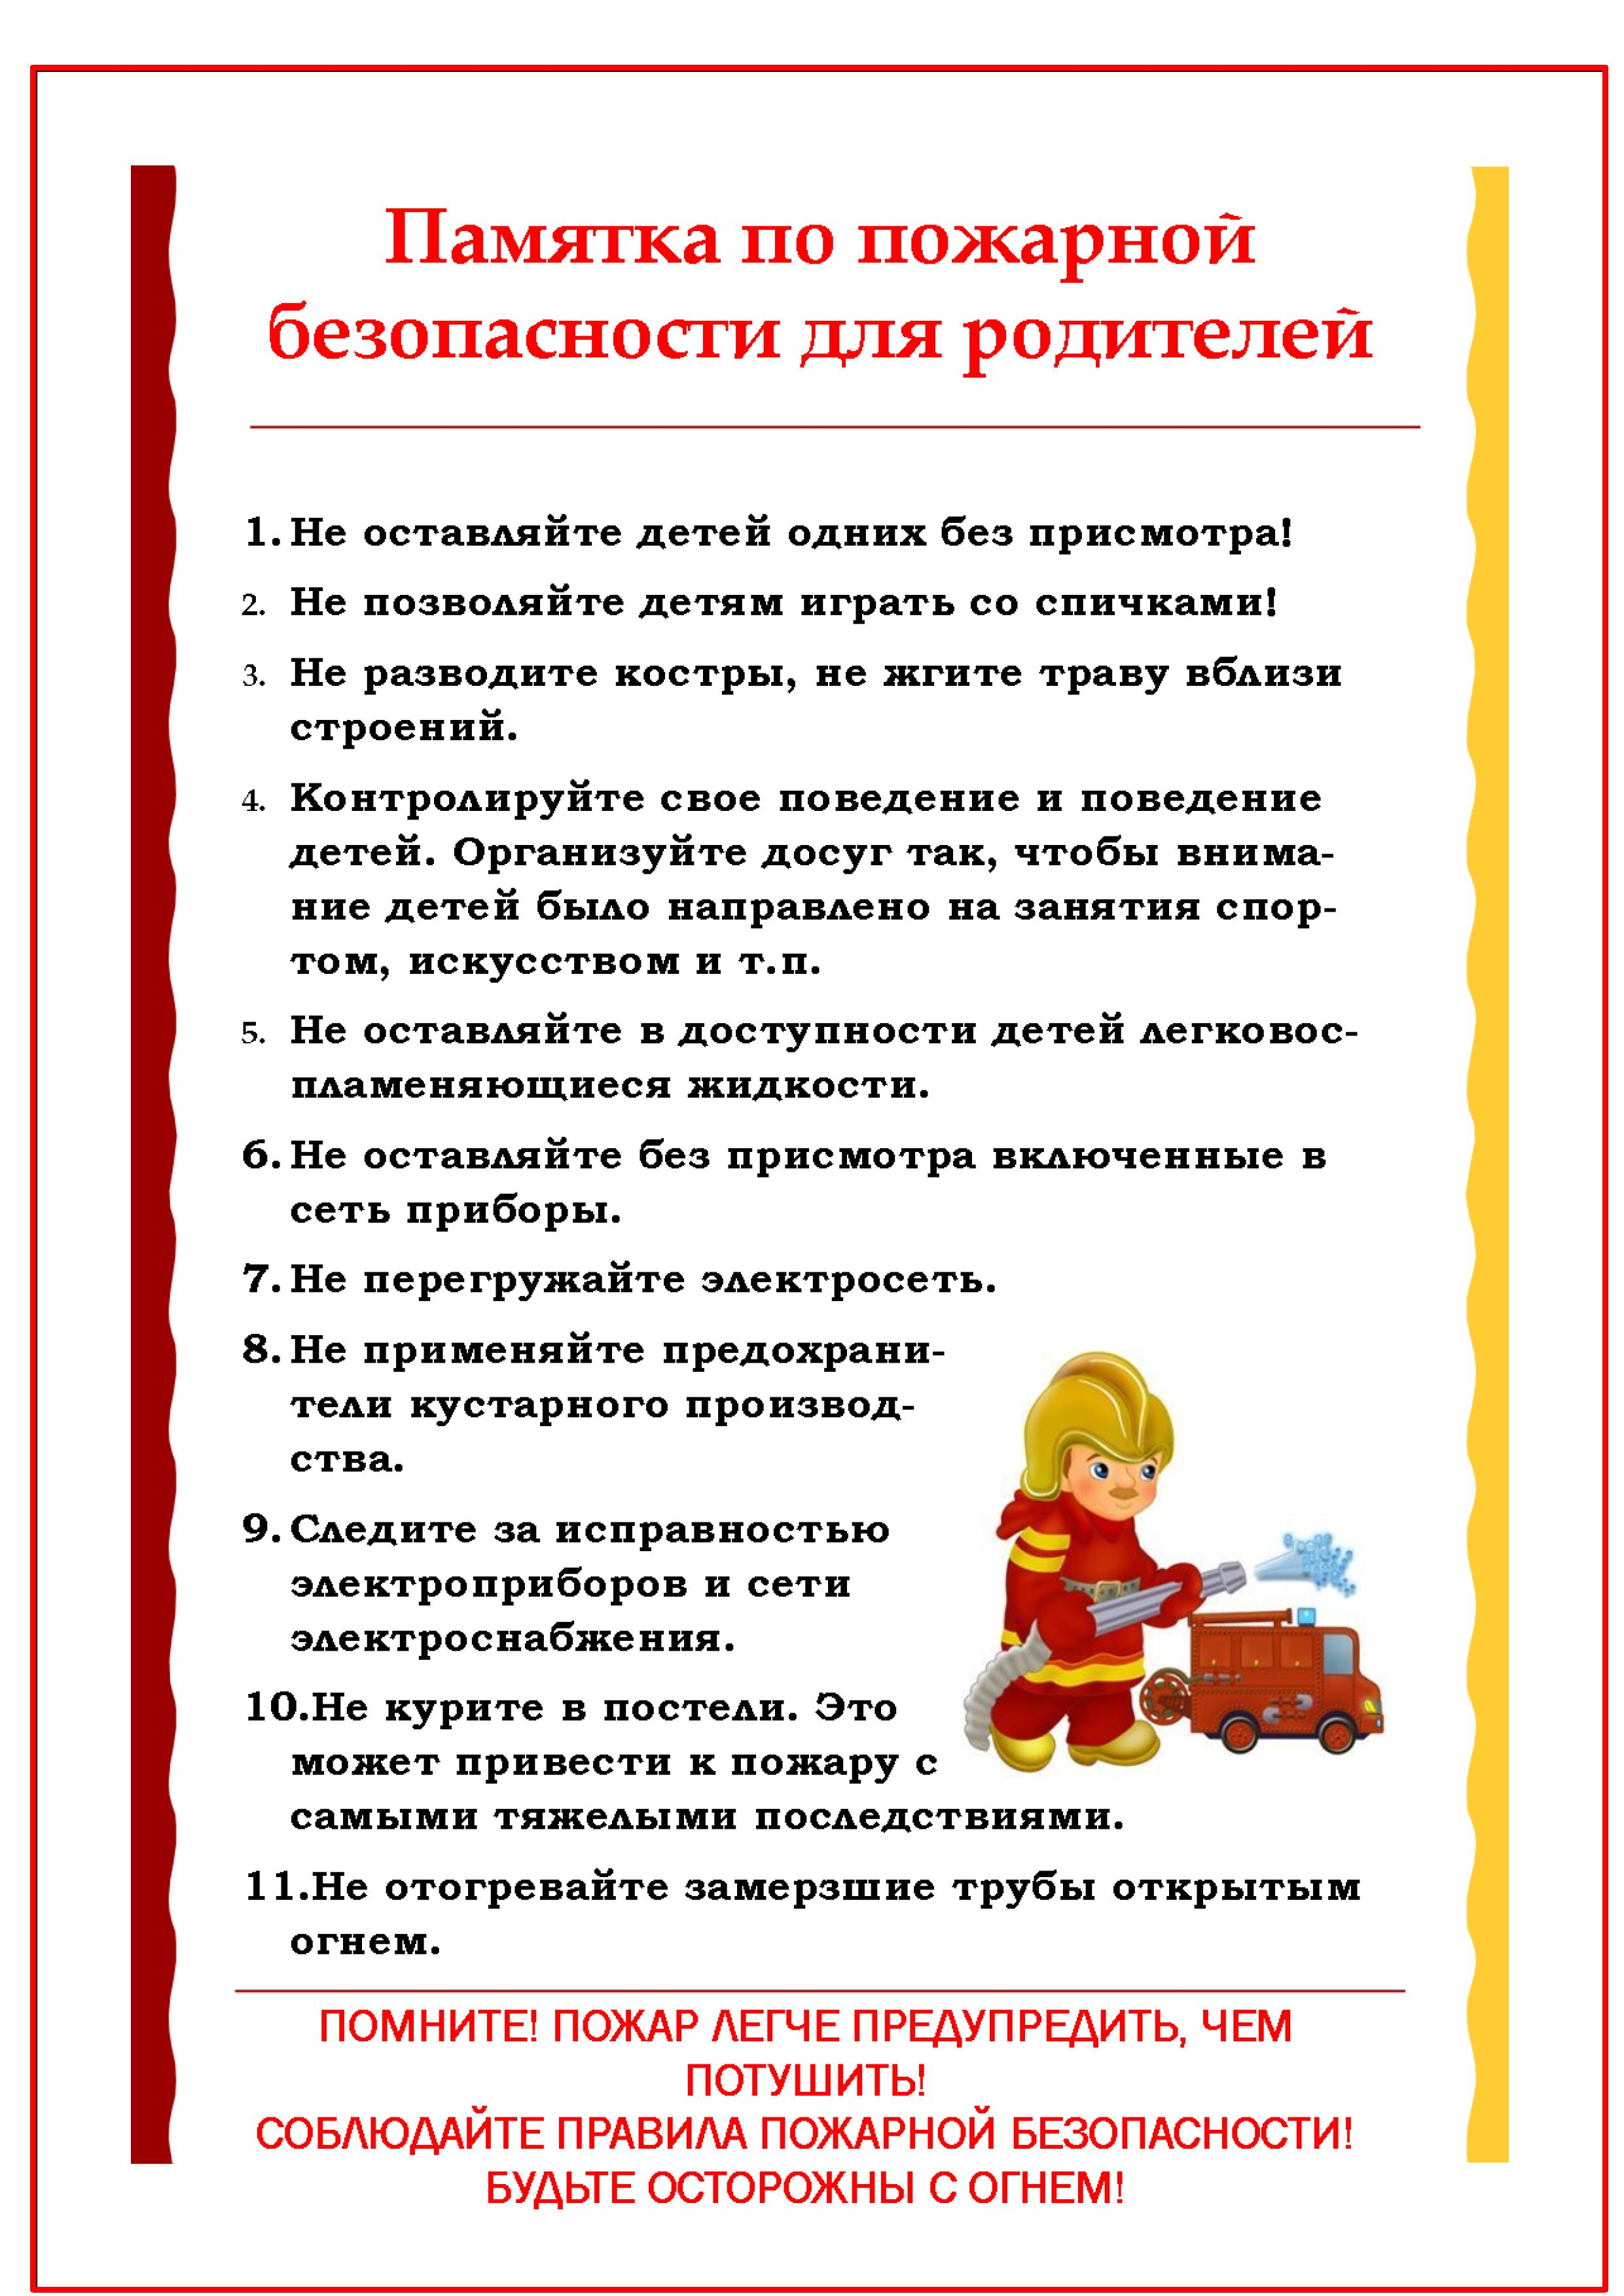 Памятка по пожарной
безопасности для родителей
1. Не оставляйте детей одних без присмотра!
2. Не позволяйте детям играть со спичками!
3. Не разводите костры, не жгите траву вблизи
строений.
4. Контролируйте свое поведение и поведение
детей. Организуйте досуг так, чтобы внима-
ние детей было направлено на занятия спор-
том, искусством и т.п.
5. Не оставляйте в доступности детей легковос-
пламеняющиеся жидкости.
6. Не оставляйте без присмотра включенные в
сеть приборы.
7. Не перегружайте электросеть.
8. Не применяйте предохрани-
тели кустарного производ-
ства.
9. Следите за исправностью
электроприборов и сети
электроснабжения.
10.Не курите в постели. Это
может привести к пожару с
самыми тяжелыми последствиями.
11.Не отогревайте замерзшие трубы открытым
огнем.
ПОМНИТЕ! ПОЖАР ЛЕГЧЕ ПРЕДУПРЕДИТЬ, ЧЕМ
ПОТУШИТЬ!
СОБЛЮДАЙТЕ ПРАВИЛА ПОЖАРНОЙ БЕЗОПАСНОСТИ!
БУДЬТЕ ОСТОРОЖНЫ С ОГНЕМ!